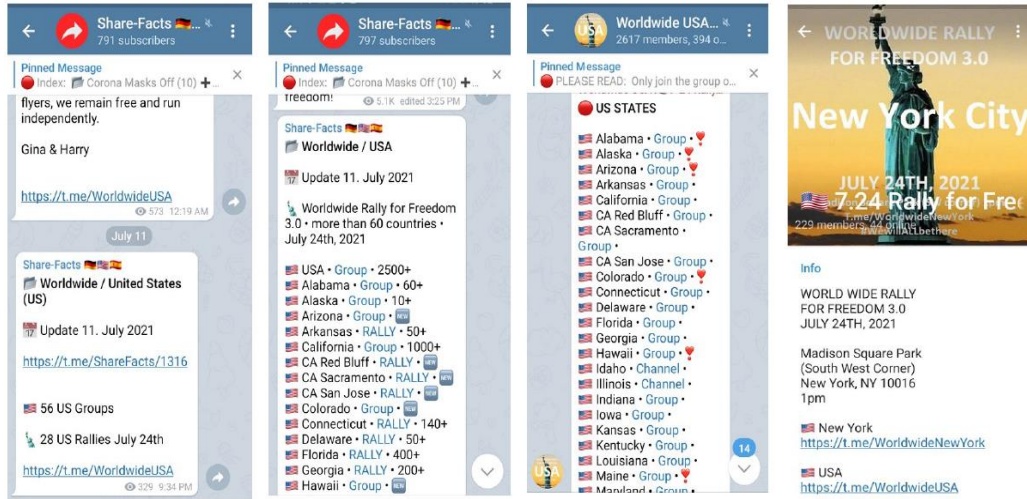 Share-Facts 🇩🇪...
791 subscribers
Pinned Message
🔴 Index: 📂 Corona Masks Off (10) ➕...
flyers, we remain free and run
independently.
Gina & Harry
https://t.me/WorldwideUSA
573 12:19 AM
July 11
Share-Facts 🇩🇪🇺🇸🇪🇸
📂 Worldwide / United States
(US)
📅 Update 11. July 2021
https://t.me/ShareFacts/1316
🇺🇸 56 US Groups
🗽 28 US Rallies July 24th
https://t.me/WorldwideUSA
329 9:34 PM
Share-Facts 🇩🇪...
797 subscribers
Pinned Message
🔴 Index: 📂 Corona Masks Off (10) ➕...
freedom!
5.1K edited 3:25 PM
Share-Facts 🇩🇪🇺🇸🇪🇸
📂 Worldwide / USA
📅 Update 11. July 2021
🗽 Worldwide Rally for Freedom
3.0 • more than 60 countries •
July 24th, 2021
🇺🇸 USA • Group • 2500+
🇺🇸 Alabama • Group • 60+
🇺🇸 Alaska • Group • 10+
🇺🇸 Arizona • Group • 🆕
🇺🇸 Arkansas • RALLY • 50+
🇺🇸 California • Group • 1000+
🇺🇸 CA Red Bluff • RALLY • 🆕
🇺🇸 CA Sacramento • RALLY • 🆕
🇺🇸 CA San Jose • RALLY • 🆕
🇺🇸 Colorado • Group • 🆕
🇺🇸 Connecticut • RALLY • 140+
🇺🇸 Delaware • RALLY • 50+
🇺🇸 Florida • RALLY • 400+
🇺🇸 Georgia • RALLY • 200+
🇺🇸 Hawaii • Group • 🆕
USA
Worldwide USA...
2617 members, 394 o...
Pinned Message
🔴 PLEASE READ: Only join the group o...
🔴 US STATES
🇺🇸 Alabama • Group • ❣️
🇺🇸 Alaska • Group • ❣️
🇺🇸 Arizona • Group • ❣️
🇺🇸 Arkansas • Group •
🇺🇸 California • Group •
🇺🇸 CA Red Bluff • Group •
🇺🇸 CA Sacramento •
Group •
🇺🇸 CA San Jose • Group •
🇺🇸 Colorado • Group • ❣️
🇺🇸 Connecticut • Group •
🇺🇸 Delaware • Group •
🇺🇸 Florida • Group •
🇺🇸 Georgia • Group •
🇺🇸 Hawaii • Group • ❣️
🇺🇸 Idaho • Channel •
🇺🇸 Illinois • Channel •
🇺🇸 Indiana • Group •
🇺🇸 Iowa • Group •
🇺🇸 Kansas • Group •
🇺🇸 Kentucky • Group •
🇺🇸 Louisiana • Group •
🇺🇸 Maine • Group • ❣️
🇺🇸 Maryland • Group •
14
USA
WORLDWIDE RALLY
FOR FREEDOM 3.0
New York City
JULY 24TH, 2021
🇺🇸 7.24 Rally for Free
T.me/WorldwideNewYork
229 members, 44 online
#WewillALLbethere
Info
WORLD WIDE RALLY
FOR FREEDOM 3.0
JULY 24TH, 2021
Madison Square Park
(South West Corner)
New York, NY 10016
1pm
🇺🇸 New York
https://t.me/WorldwideNewYork
🇺🇸 USA
https://t.me/WorldwideUSA